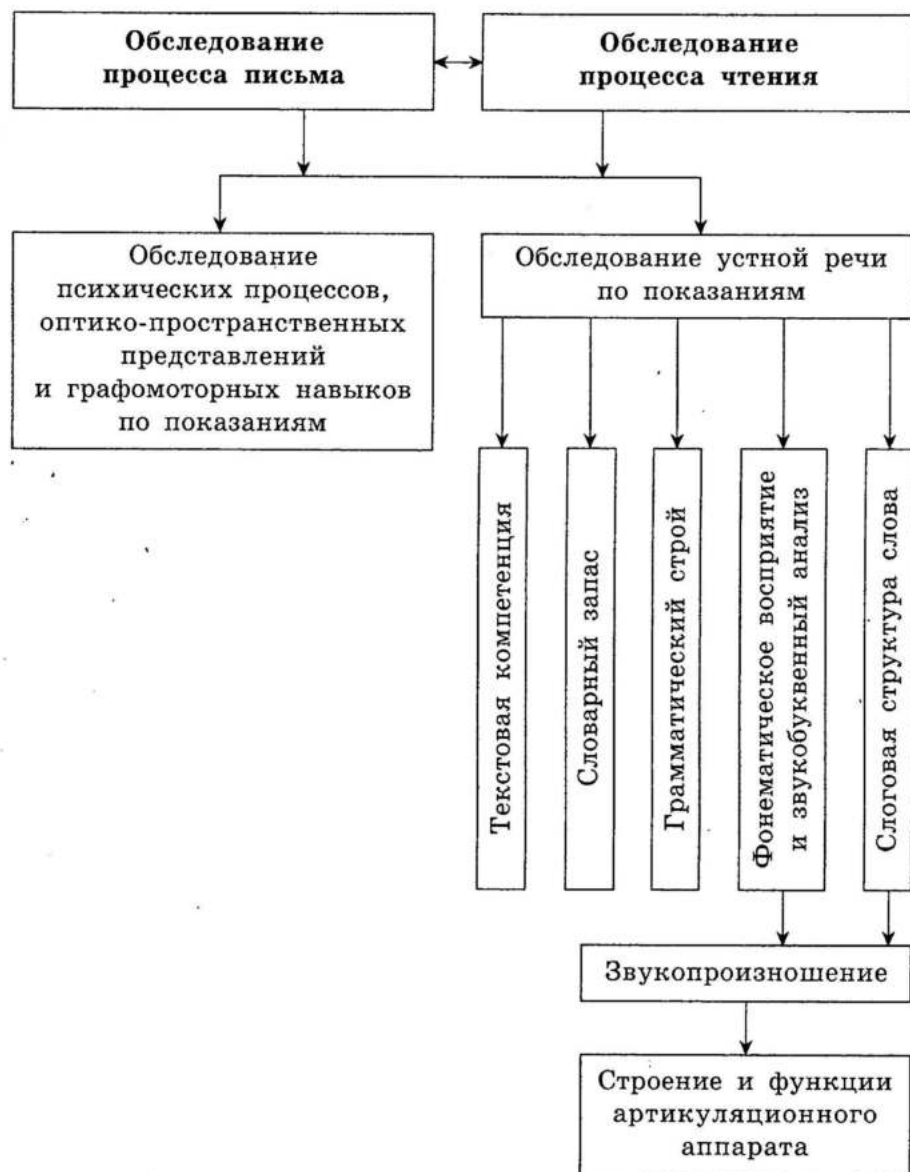 Обследование
процесса письма
Обследование
процесса чтения
Обследование
психических процессов,
оптико-пространственных
представлений
и графомоторных навыков
по показаниям
Обследование устной речи
по показаниям
Текстовая компетенция
Словарный запас
Грамматический строй
Фонематическое восприятие
и звукобуквенный анализ
Слоговая структура слова
Звукопроизношение
Строение и функции
артикуляционного
аппарата